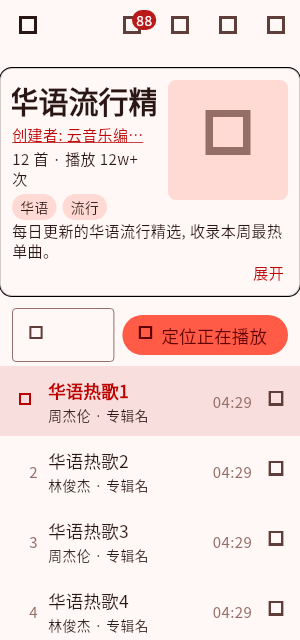 88
华语流行精
创建者: 云音乐编…
12 首 · 播放 12w+
次
华语 流行
每日更新的华语流行精选, 收录本周最热
单曲。
展开
定位正在播放
华语热歌1
周杰伦 · 专辑名
04:29
2
华语热歌2
林俊杰 · 专辑名
04:29
3
华语热歌3
周杰伦 · 专辑名
04:29
4
华语热歌4
林俊杰 · 专辑名
04:29